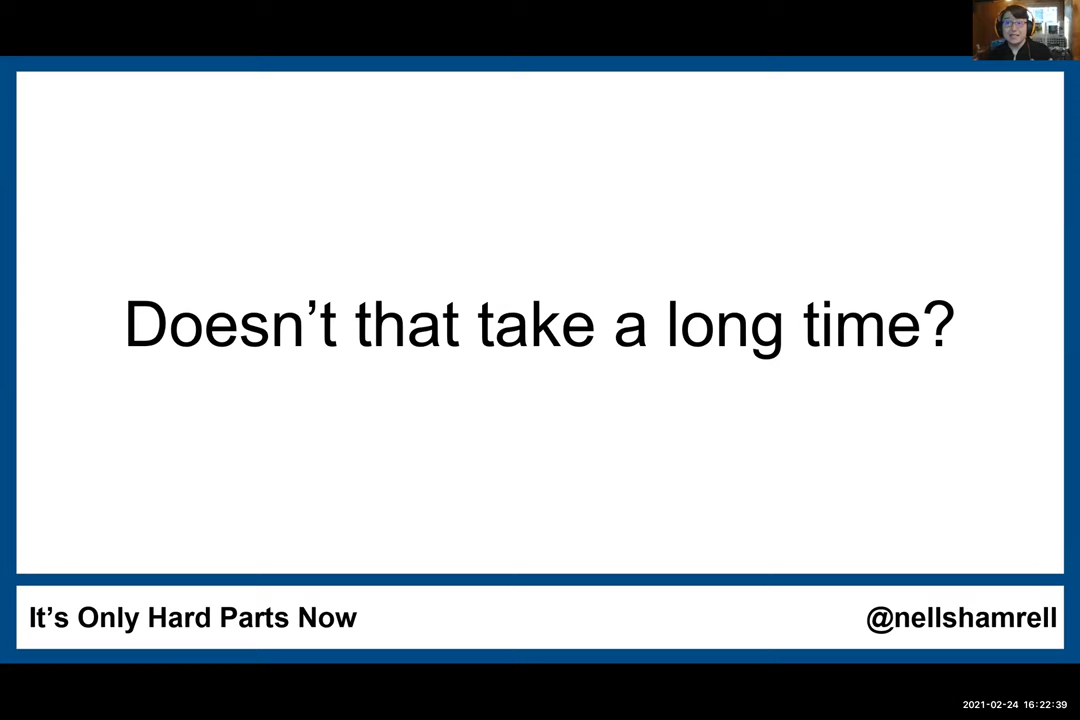 Doesn’t that take a long time?
It’s Only Hard Parts Now
@nellshamrell
2021-02-24 16:22:39